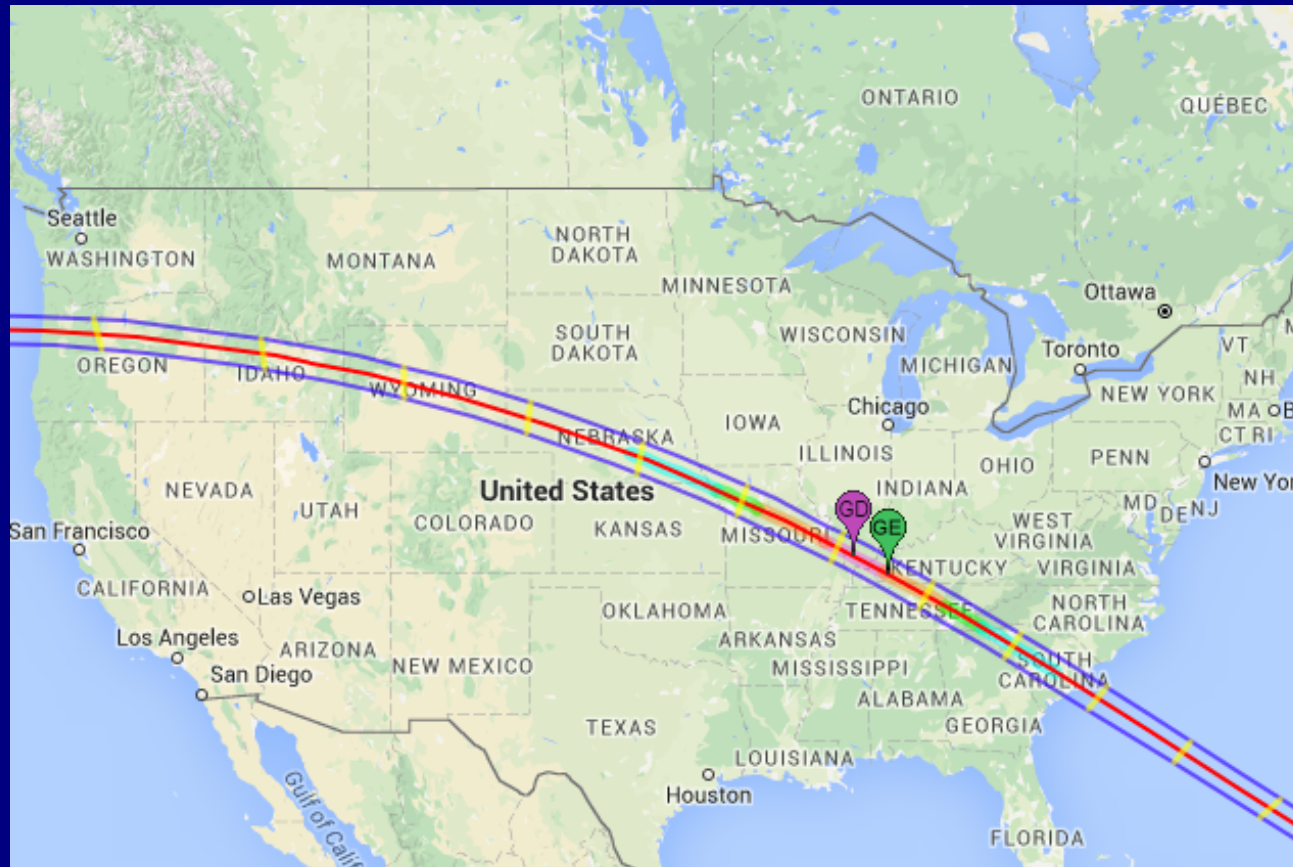 ONTARIO
QUÉBEC
Seattle
WASHINGTON
MONTANA
NORTH
DAKOTA
MINNESOTA
Ottawa
OREGON
IDAHO
WYOMING
SOUTH
DAKOTA
WISCONSIN
MICHIGAN
Toronto
VT
NH
NEW YORK
MA
CT RI
Chicago
IOWA
NEBRASKA
ILLINOIS
OHIO
PENN
New Yor
NEVADA
UTAH
COLORADO
United States
KANSAS
MISSOURI
INDIANA
GD
GE
WEST
VIRGINIA
MD
DE
NJ
San Francisco
CALIFORNIA
Las Vegas
KENTUCKY
VIRGINIA
Los Angeles
ARIZONA
NEW MEXICO
OKLAHOMA
ARKANSAS
TENNESSEE
NORTH
CAROLINA
San Diego
MISSISSIPPI
SOUTH
CAROLINA
TEXAS
ALABAMA
GEORGIA
LOUISIANA
Houston
Gulf of Calif
FLORIDA